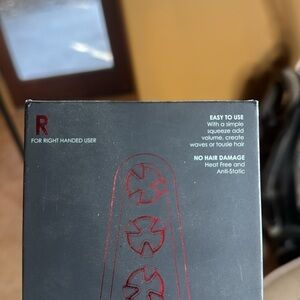 R
FOR RIGHT HANDED USER
EASY TO USE
With a simple
squeeze add
volume, create
waves or tousle hair
NO HAIR DAMAGE
Heat Free and
Anti-Static